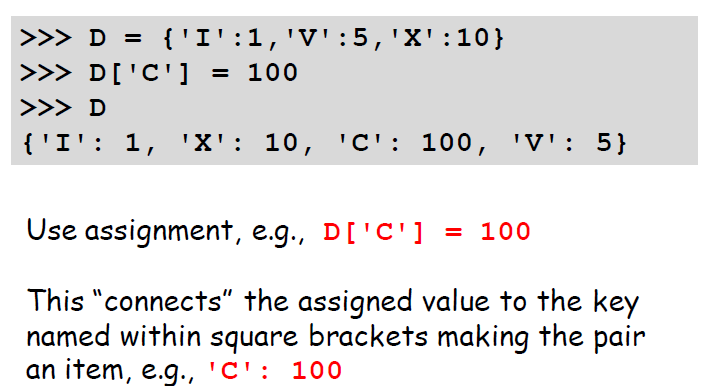 >>> D = {'I':1,'V':5,'X':10}
>>> D['C'] = 100
>>> D
{'I': 1, 'X': 10, 'C': 100, 'V': 5}
Use assignment, e.g., D['C'] = 100
This “connects” the assigned value to the key
named within square brackets making the pair
an item, e.g., 'C': 100